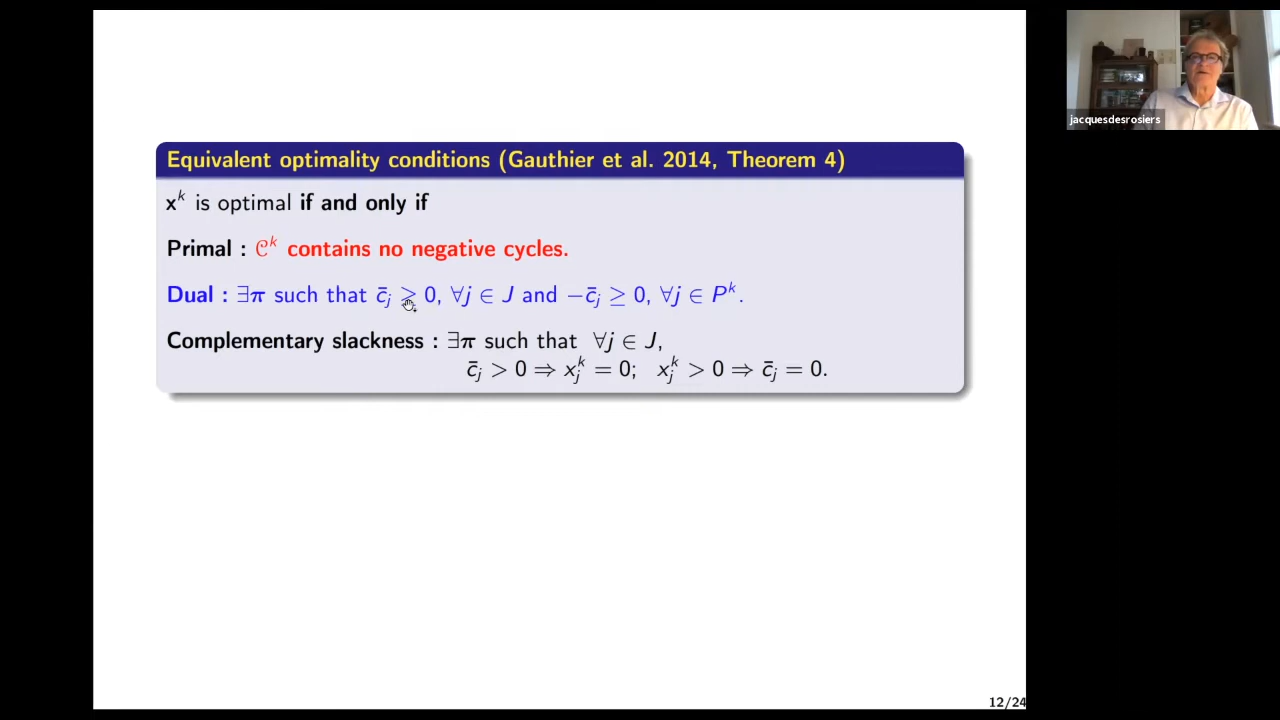 Equivalent optimality conditions (Gauthier et al. 2014, Theorem 4)
x^k is optimal if and only if
Primal : 𝒞^k contains no negative cycles.
Dual : ∃π such that c̄_j ≥ 0, ∀j ∈ J and −c̄_j ≥ 0, ∀j ∈ P^k.
Complementary slackness : ∃π such that ∀j ∈ J,
c̄_j > 0 ⇒ x_j^k = 0; x_j^k > 0 ⇒ c̄_j = 0.
12/24
jacquesdesrosiers